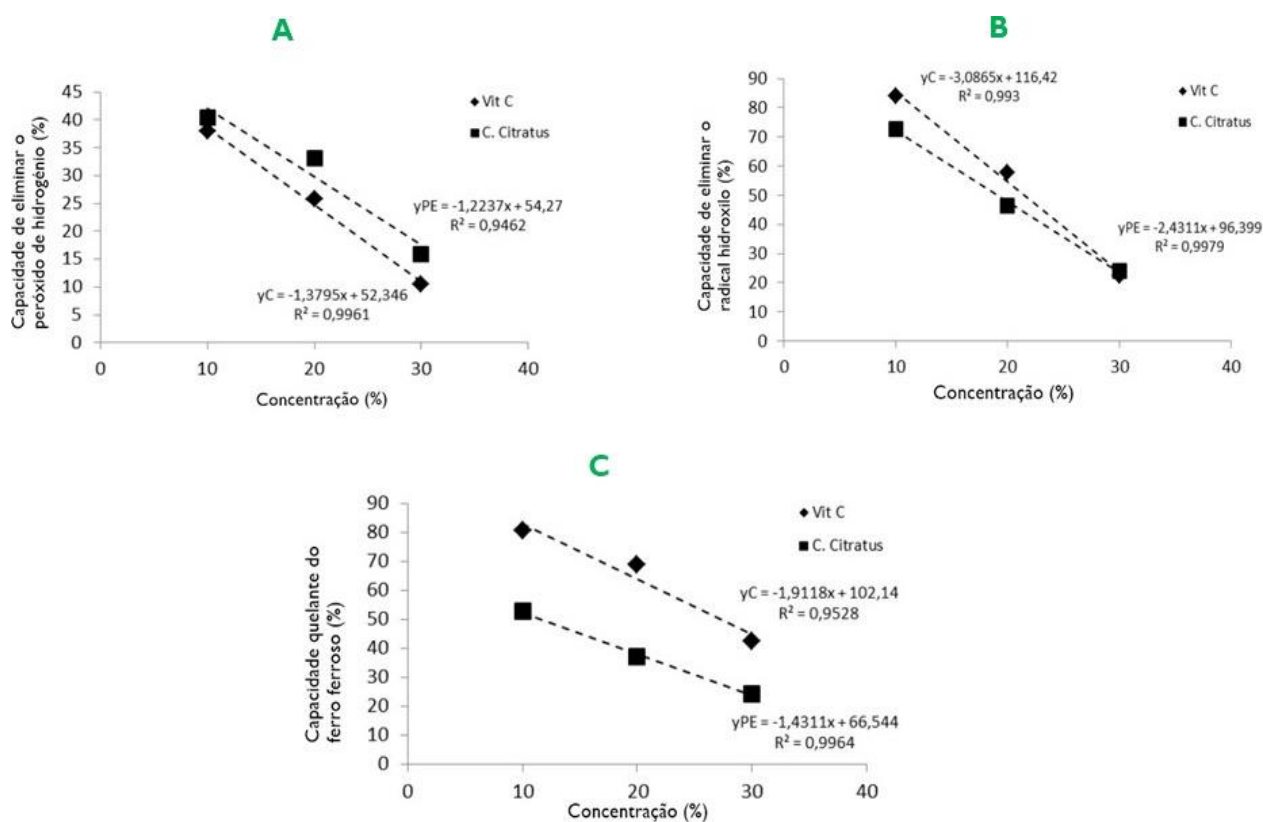 A
Capacidade de eliminar o
peróxido de hidrogénio (%)
45
40
35
30
25
20
15
10
5
0
0 10 20 30 40
Concentração (%)
Vit C
C. Citratus
yPE = -1,2237x + 54,27
R² = 0,9462
yC = -1,3795x + 52,346
R² = 0,9961
B
Capacidade de eliminar o
radical hidroxilo (%)
90
80
70
60
50
40
30
20
10
0
0 10 20 30 40
Concentração (%)
yC = -3,0865x + 116,42
R² = 0,993
Vit C
C. Citratus
yPE = -2,4311x + 96,399
R² = 0,9979
C
Capacidade quelante do
ferro ferroso (%)
90
80
70
60
50
40
30
20
10
0
0 10 20 30 40
Concentração (%)
Vit C
C. Citratus
yC = -1,9118x + 102,14
R² = 0,9528
yPE = -1,4311x + 66,544
R² = 0,9964